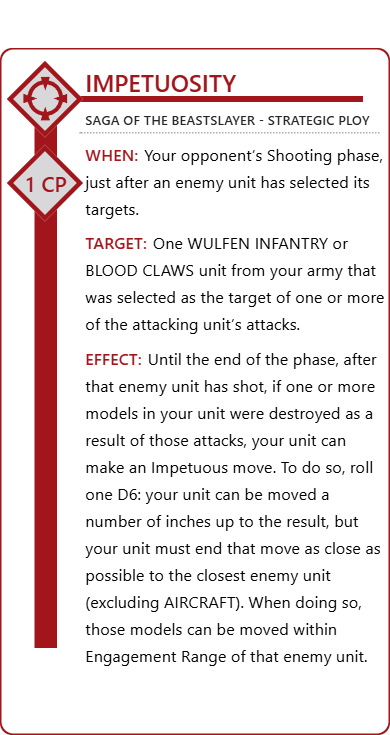 IMPETUOSITY
SAGA OF THE BEASTSLAYER - STRATEGIC PLOY
1 CP
WHEN: Your opponent's Shooting phase,
just after an enemy unit has selected its
targets.
TARGET: One WULFEN INFANTRY or
BLOOD CLAWS unit from your army that
was selected as the target of one or more
of the attacking unit's attacks.
EFFECT: Until the end of the phase, after
that enemy unit has shot, if one or more
models in your unit were destroyed as a
result of those attacks, your unit can
make an Impetuous move. To do so, roll
one D6: your unit can be moved a
number of inches up to the result, but
your unit must end that move as close as
possible to the closest enemy unit
(excluding AIRCRAFT). When doing so,
those models can be moved within
Engagement Range of that enemy unit.